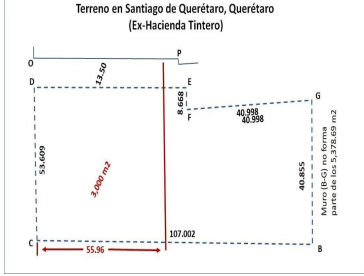 Terreno en Santiago de Querétaro, Querétaro
(Ex-Hacienda Tintero)
O
P
13.50
D
E
8.668
F
G
40.998
40.998
53.609
3,000 m2
40.855
Muro (B-G) no forma
parte de los 5,378.69 m2
C
107.002
B
55.96